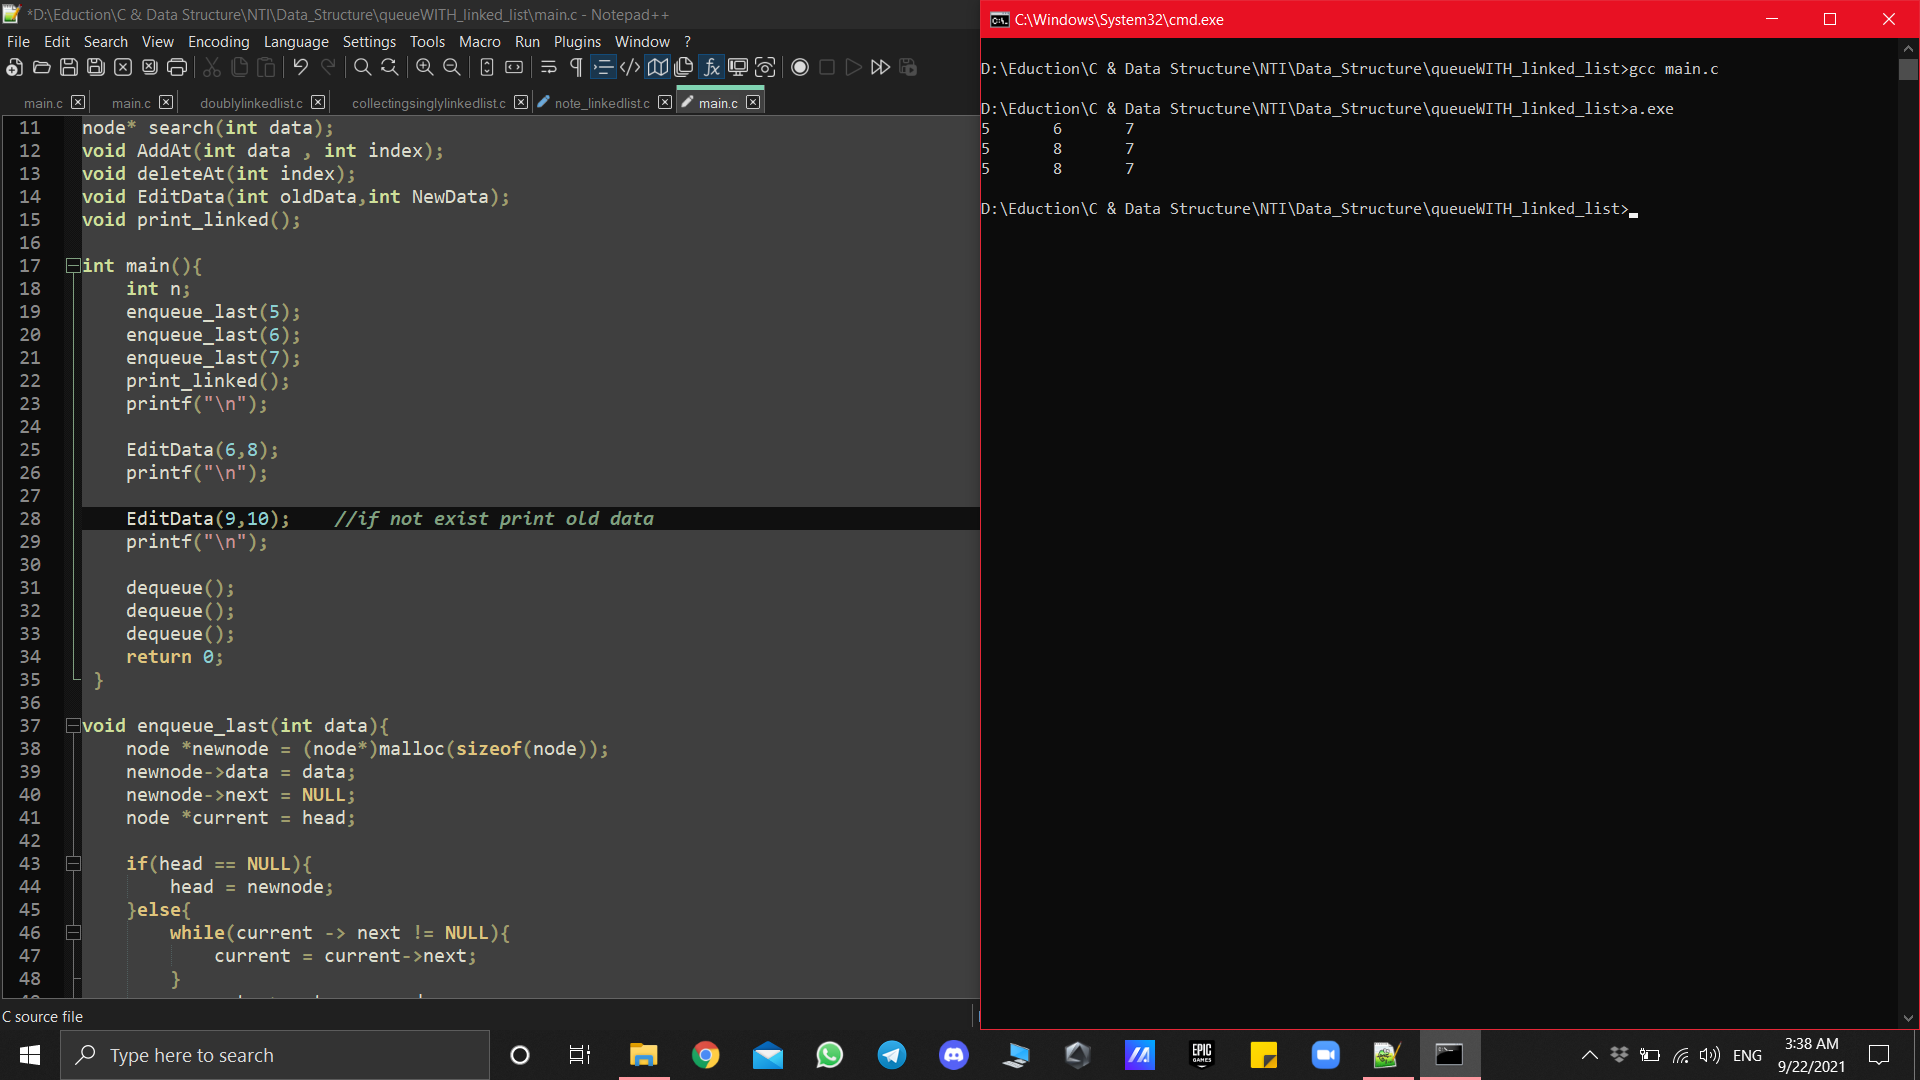 *D:\Eduction\C & Data Structure\NTI\Data_Structure\queueWITH_linked_list\main.c - Notepad++
File Edit Search View Encoding Language Settings Tools Macro Run Plugins Window ?
main.c main.c doublylinkedlist.c collectingsinglylinkedlist.c note_linkedlist.c main.c
11 node* search(int data);
12 void AddAt(int data , int index);
13 void deleteAt(int index);
14 void EditData(int oldData,int NewData);
15 void print_linked();
16
17 int main(){
18 int n;
19 enqueue_last(5);
20 enqueue_last(6);
21 enqueue_last(7);
22 print_linked();
23 printf("\n");
24
25 EditData(6,8);
26 printf("\n");
27
28 EditData(9,10); //if not exist print old data
29 printf("\n");
30
31 dequeue();
32 dequeue();
33 dequeue();
34 return 0;
35 }
36
37 void enqueue_last(int data){
38 node *newnode = (node*)malloc(sizeof(node));
39 newnode->data = data;
40 newnode->next = NULL;
41 node *current = head;
42
43 if(head == NULL){
44 head = newnode;
45 }else{
46 while(current -> next != NULL){
47 current = current->next;
48 }
C source file
C:\Windows\System32\cmd.exe
D:\Eduction\C & Data Structure\NTI\Data_Structure\queueWITH_linked_list>gcc main.c
D:\Eduction\C & Data Structure\NTI\Data_Structure\queueWITH_linked_list>a.exe
5 6 7
5 8 7
5 8 7
D:\Eduction\C & Data Structure\NTI\Data_Structure\queueWITH_linked_list>
Type here to search
EPIC GAMES
ENG
3:38 AM
9/22/2021